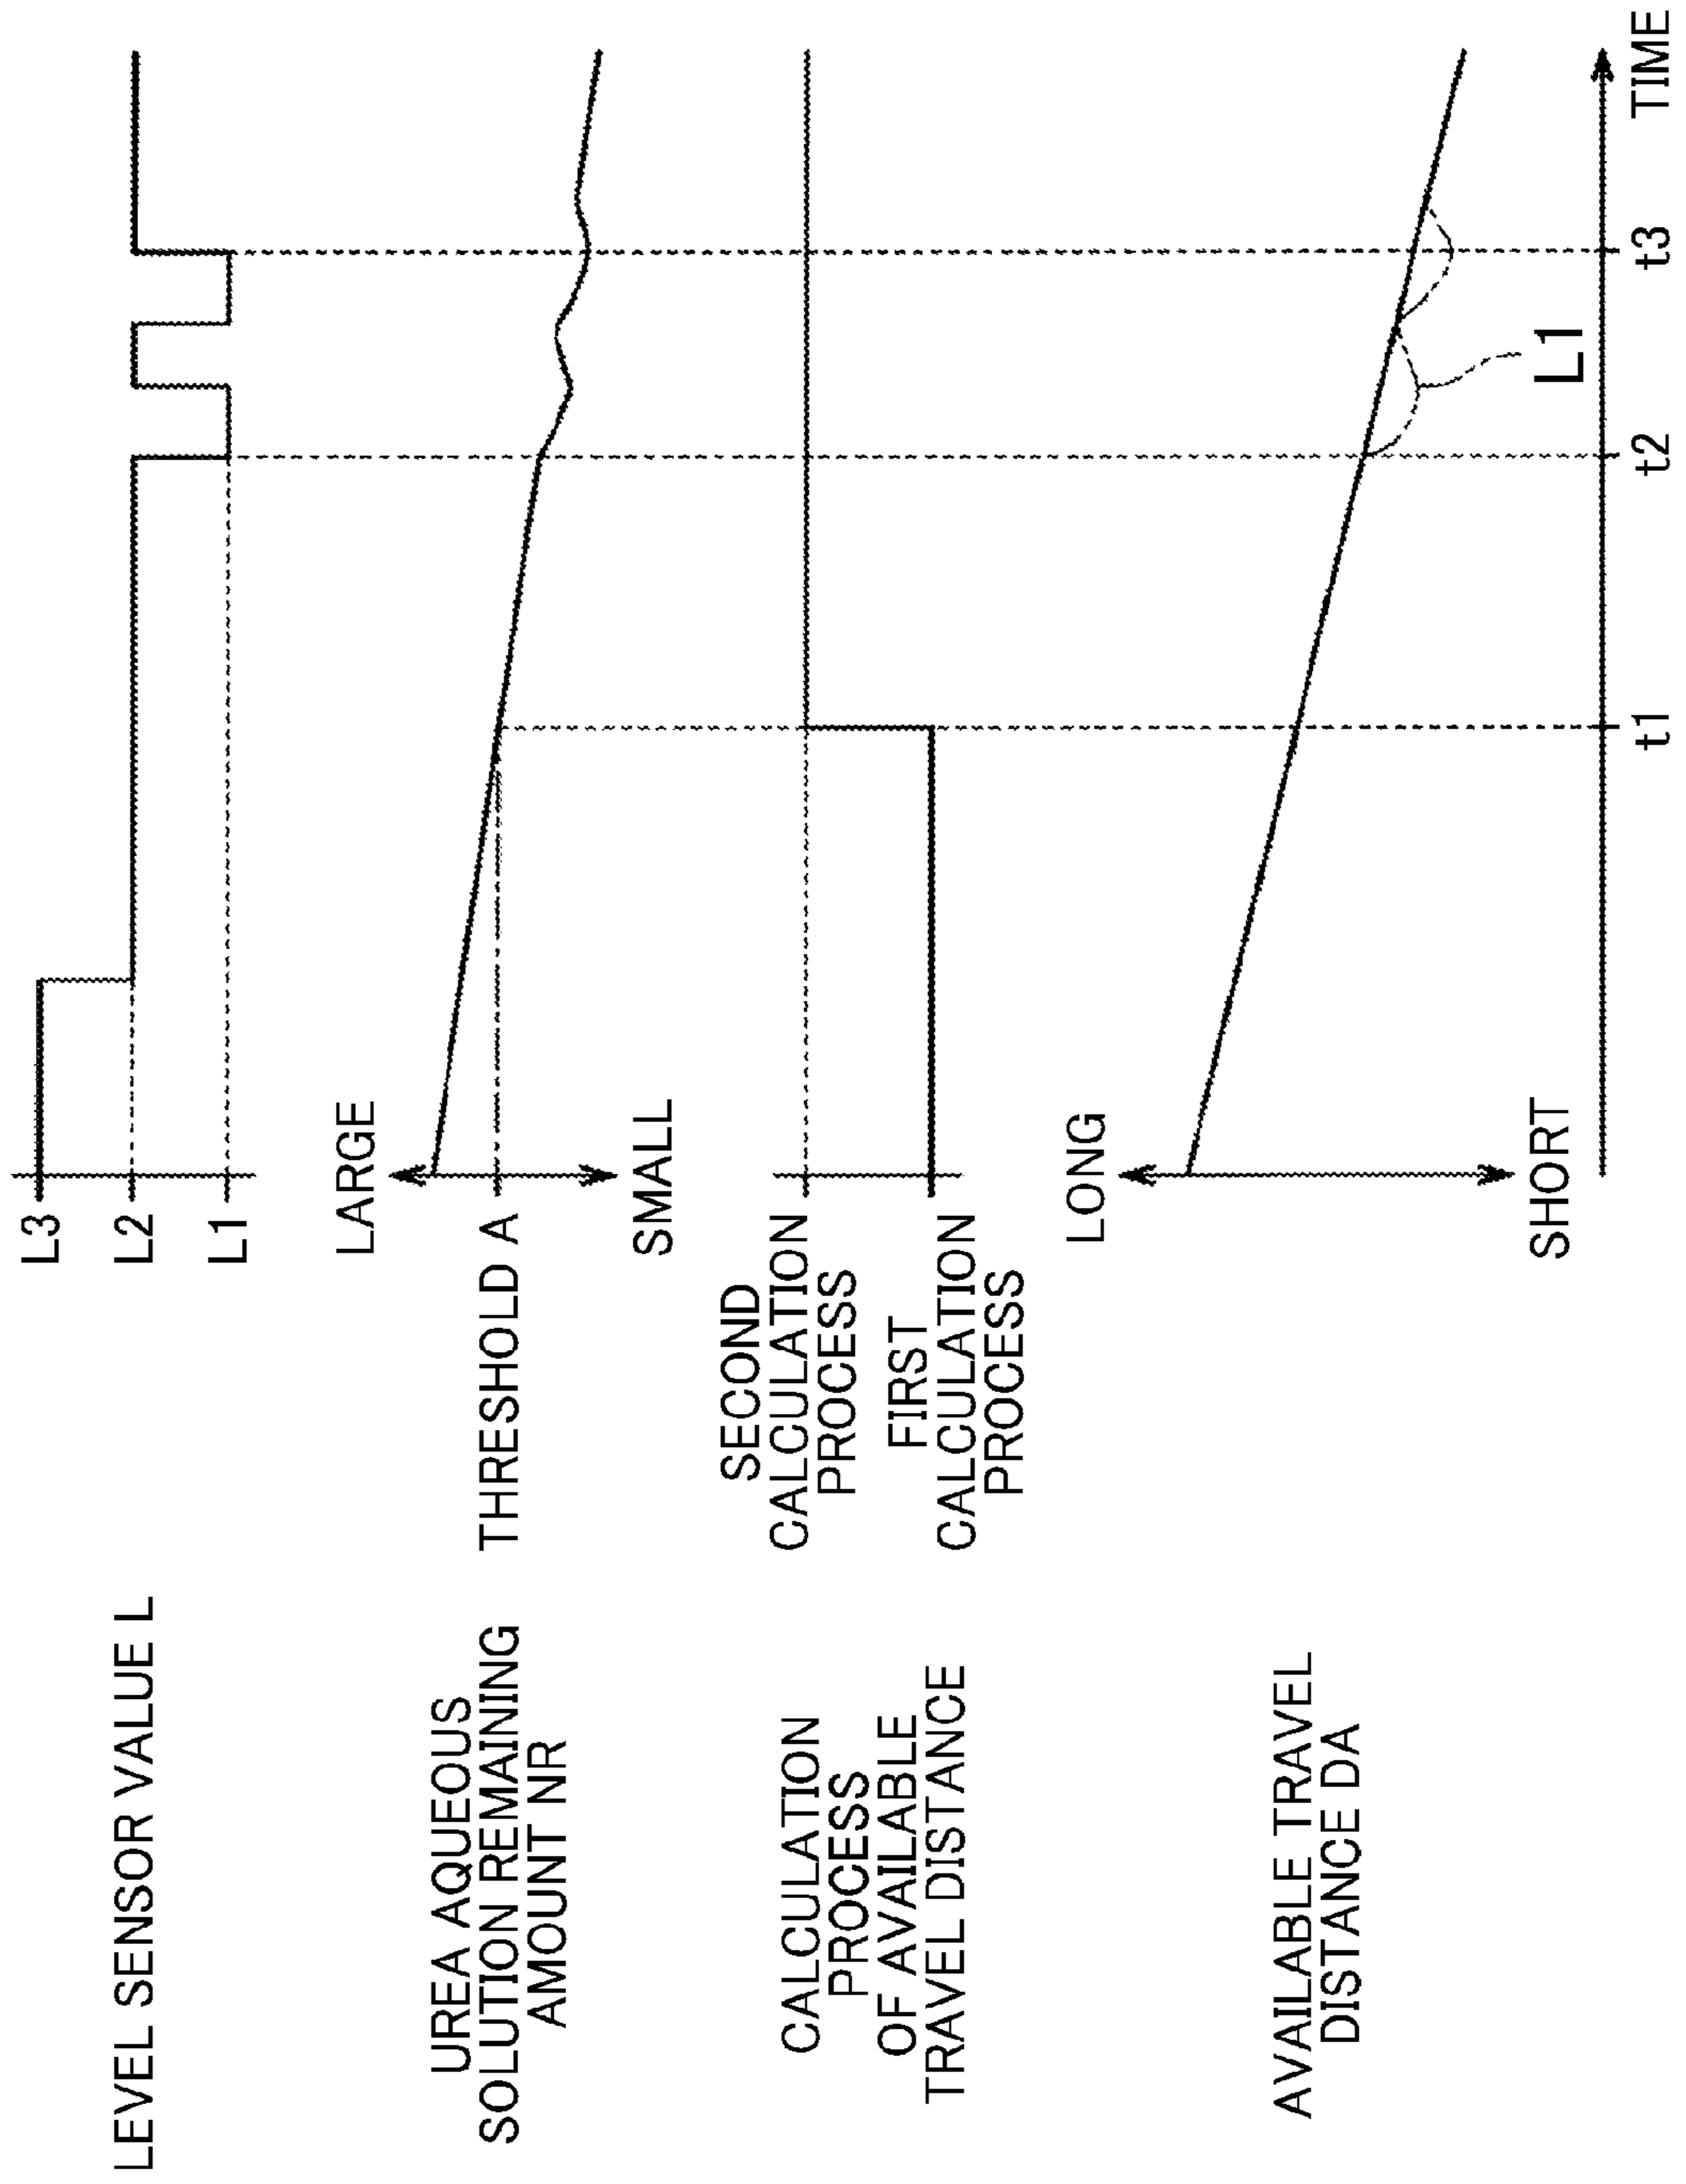 LEVEL SENSOR VALUE L
L3
L2
L1
UREA AQUEOUS
SOLUTION REMAINING
AMOUNT NR
LARGE
THRESHOLD A
SMALL
CALCULATION
PROCESS
OF AVAILABLE
TRAVEL DISTANCE
SECOND
CALCULATION
PROCESS
FIRST
CALCULATION
PROCESS
AVAILABLE TRAVEL
DISTANCE DA
LONG
SHORT
L1
t1
t2
t3
TIME